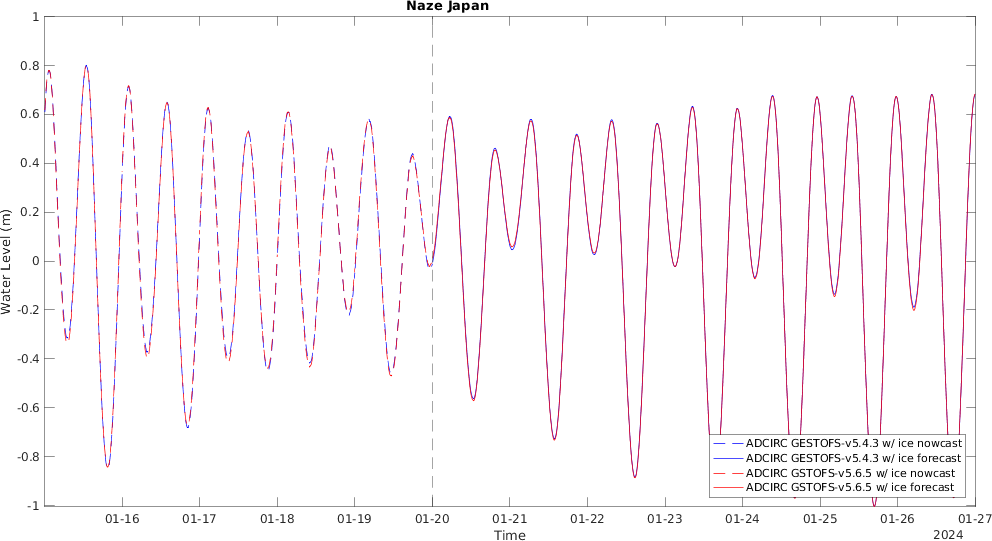 Naze Japan
1
0.8
0.6
0.4
0.2
0
-0.2
-0.4
-0.6
-0.8
-1
Water Level (m)
ADCIRC GESTOFS-v5.4.3 w/ ice nowcast
ADCIRC GESTOFS-v5.4.3 w/ ice forecast
ADCIRC GSTOFS-v5.6.5 w/ ice nowcast
ADCIRC GSTOFS-v5.6.5 w/ ice forecast
01-16 01-17 01-18 01-19 01-20 01-21 01-22 01-23 01-24 01-25 01-26 01-27
Time
2024